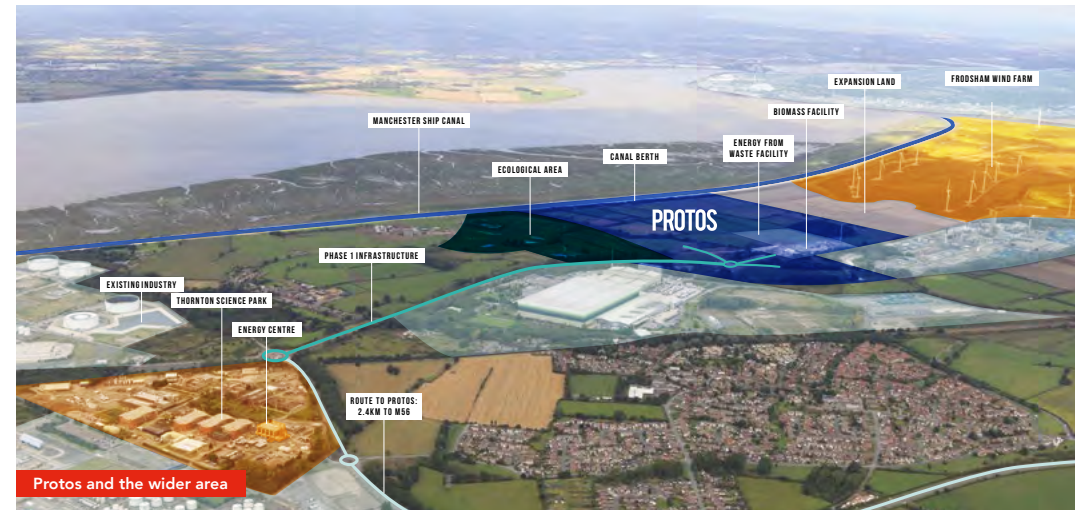 FRODSHAM WIND FARM
EXPANSION LAND
BIOMASS FACILITY
MANCHESTER SHIP CANAL
ENERGY FROM
WASTE FACILITY
CANAL BERTH
ECOLOGICAL AREA
PROTOS
PHASE 1 INFRASTRUCTURE
EXISTING INDUSTRY
THORNTON SCIENCE PARK
ENERGY CENTRE
ROUTE TO PROTOS:
2.4KM TO M56
Protos and the wider area